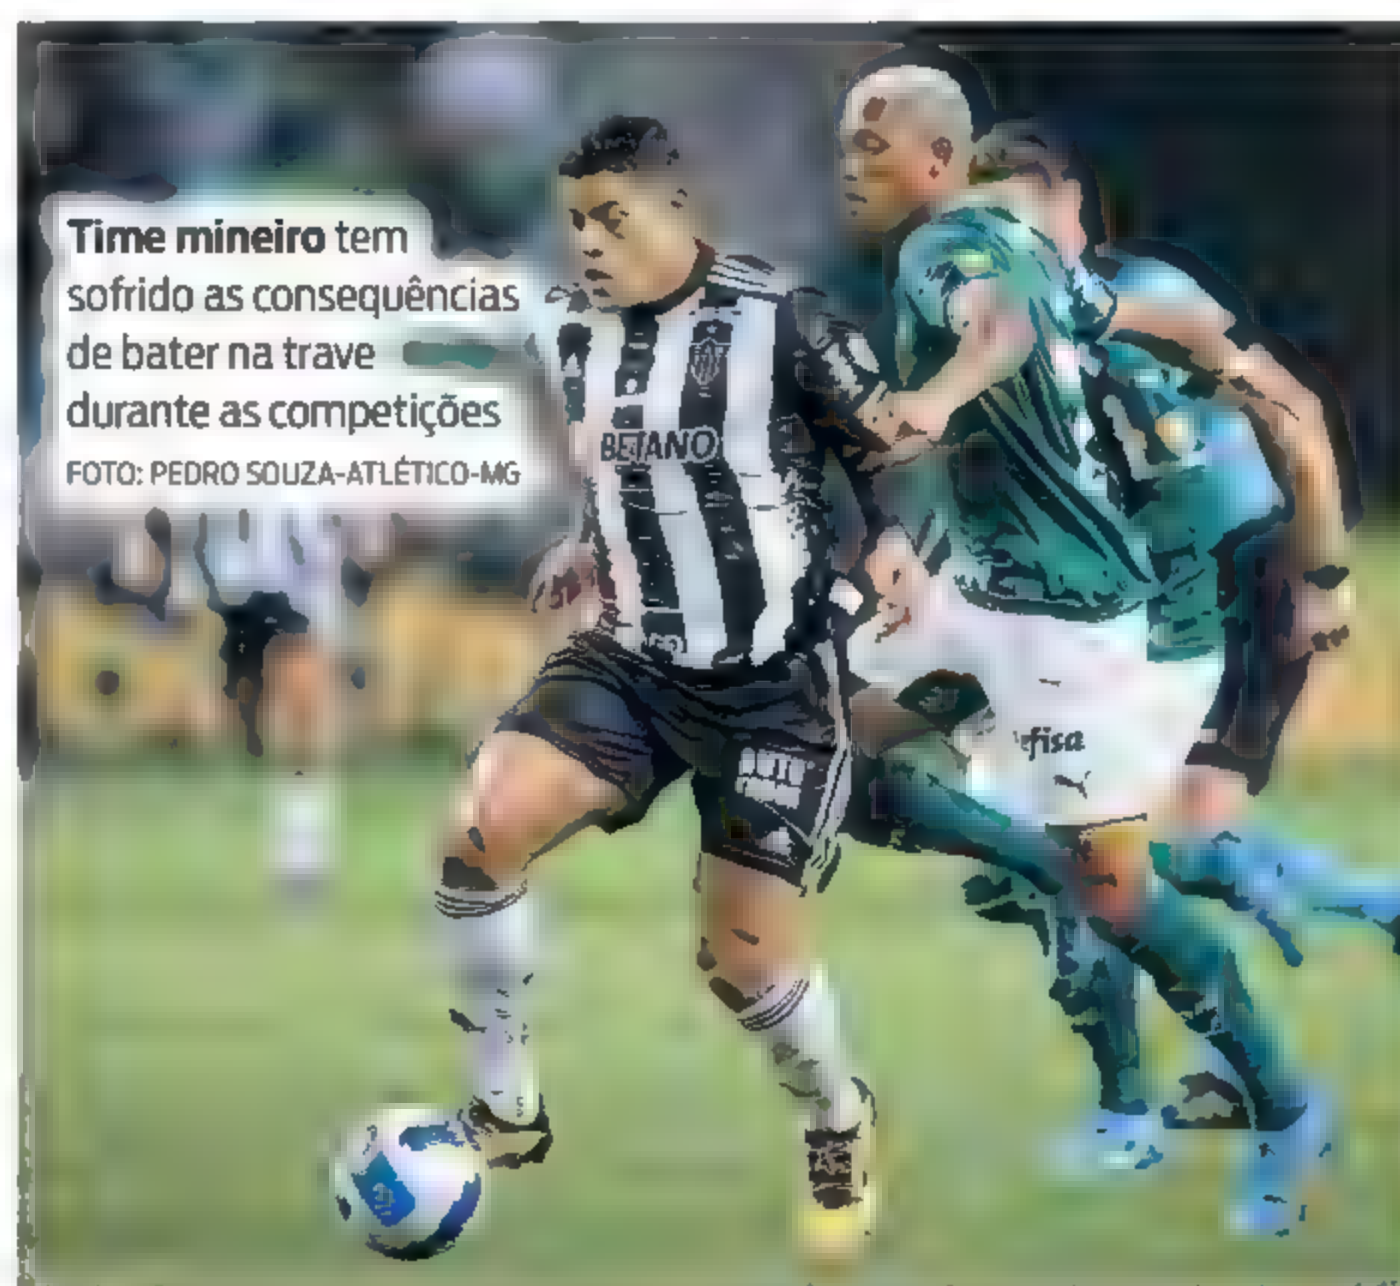 Time mineiro tem
sofrido as consequências
de bater na trave
durante as competições
FOTO: PEDRO SOUZA-ATLÉTICO-MG
BETANO
efisa